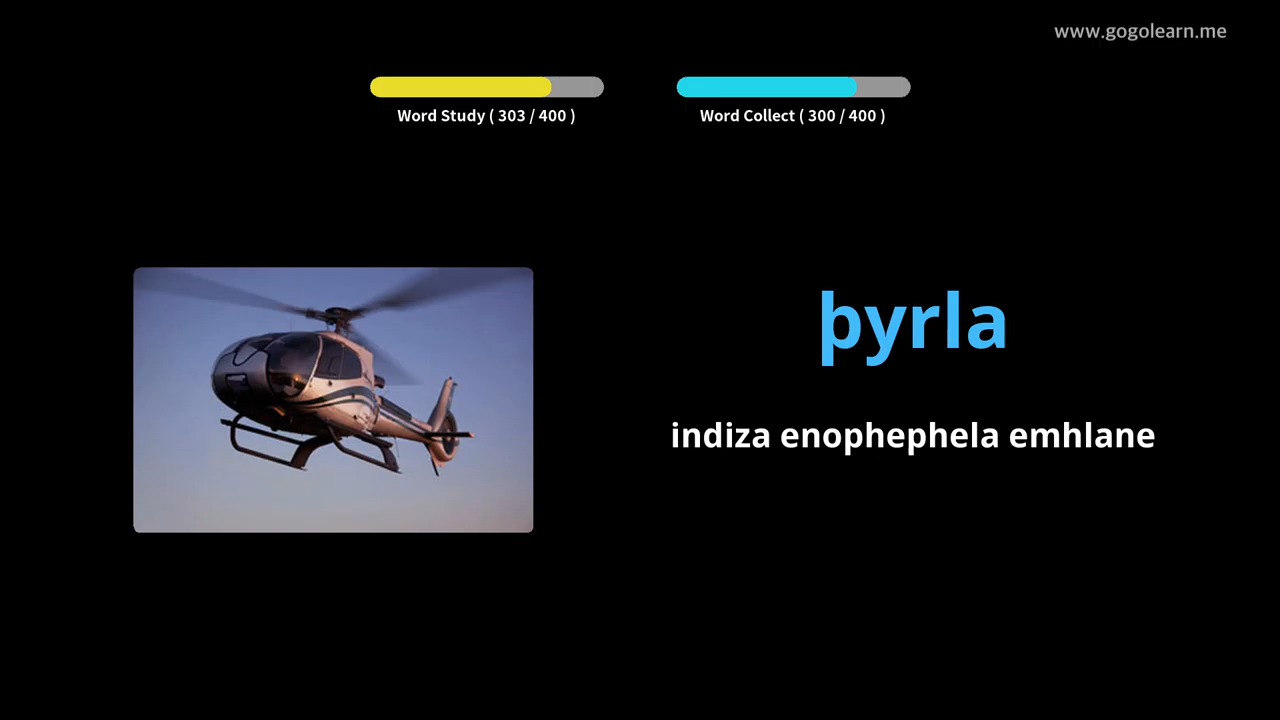 www.gogolearn.me
Word Study ( 303 / 400 )
Word Collect ( 300 / 400 )
þyrla
indiza enophephela emhlane